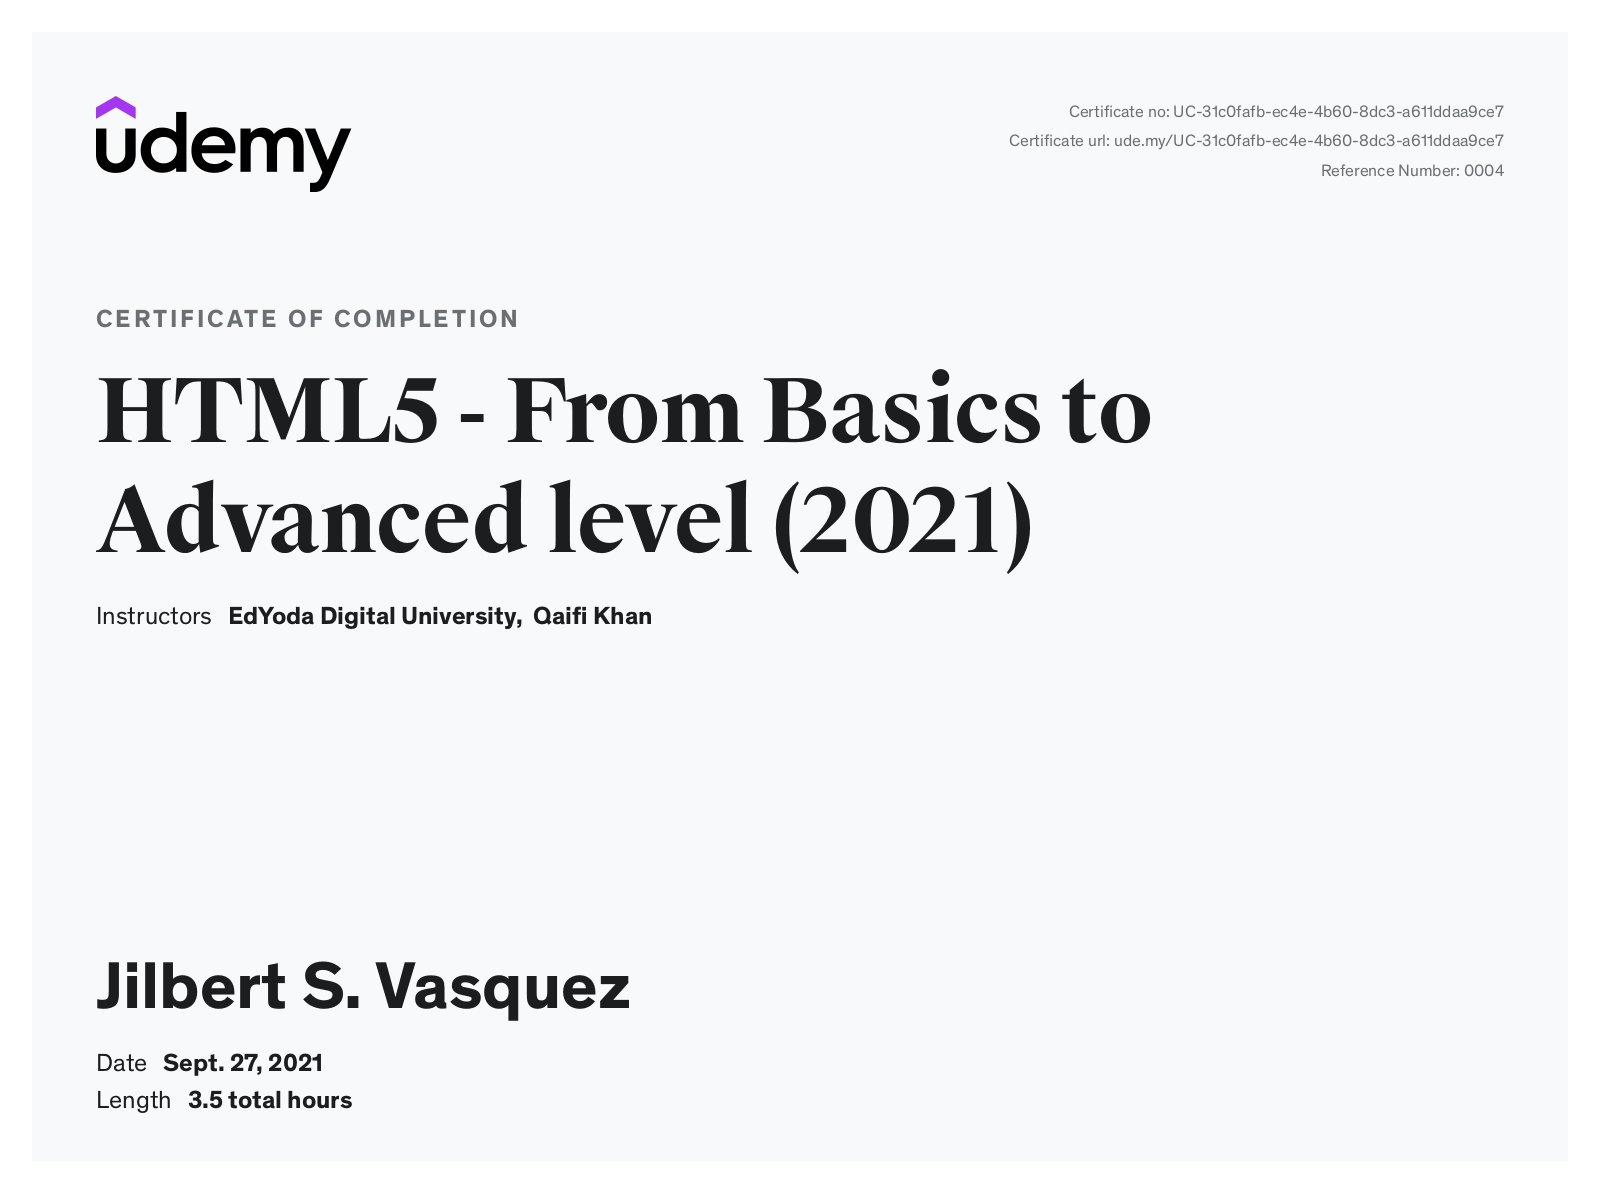 udemy
Certificate no: UC-31c0fafb-ec4e-4b60-8dc3-a611ddaa9ce7
Certificate url: ude.my/UC-31c0fafb-ec4e-4b60-8dc3-a611ddaa9ce7
Reference Number: 0004
CERTIFICATE OF COMPLETION
HTML5 - From Basics to
Advanced level (2021)
Instructors EdYoda Digital University, Qaifi Khan
Jilbert S. Vasquez
Date Sept. 27, 2021
Length 3.5 total hours